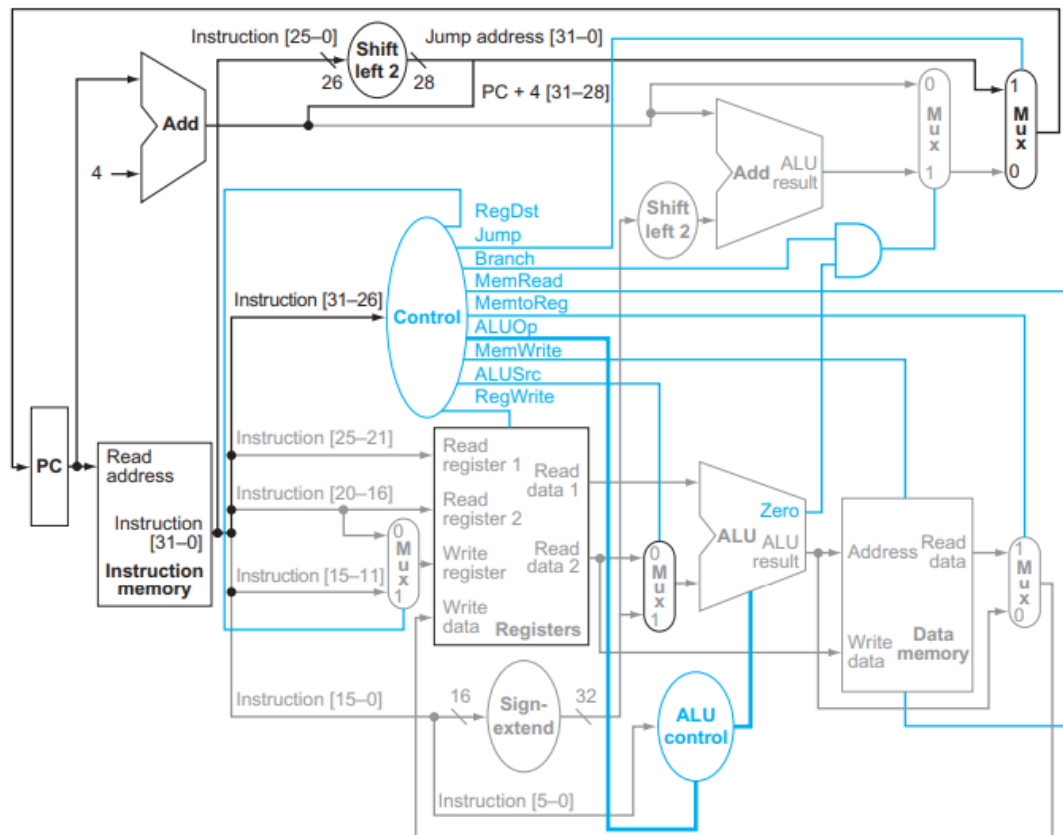 Instruction [25–0]
Shift
left 2
Jump address [31–0]
26
28
PC + 4 [31–28]
Add
4
0
M
u
x
1
1
M
u
x
0
Add
ALU
result
Shift
left 2
RegDst
Jump
Branch
MemRead
MemtoReg
ALUOp
MemWrite
ALUSrc
RegWrite
Instruction [31–26]
Control
PC
Read
address
Instruction
[31–0]
Instruction
memory
Instruction [25–21]
Instruction [20–16]
Instruction [15–11]
0
M
u
x
1
Read
register 1
Read
register 2
Write
register
Write
data
Read
data 1
Read
data 2
Registers
0
M
u
x
1
Zero
ALU
ALU
result
Address
Read
data
Write
data
Data
memory
1
M
u
x
0
Instruction [15–0]
16
Sign-
extend
32
ALU
control
Instruction [5–0]